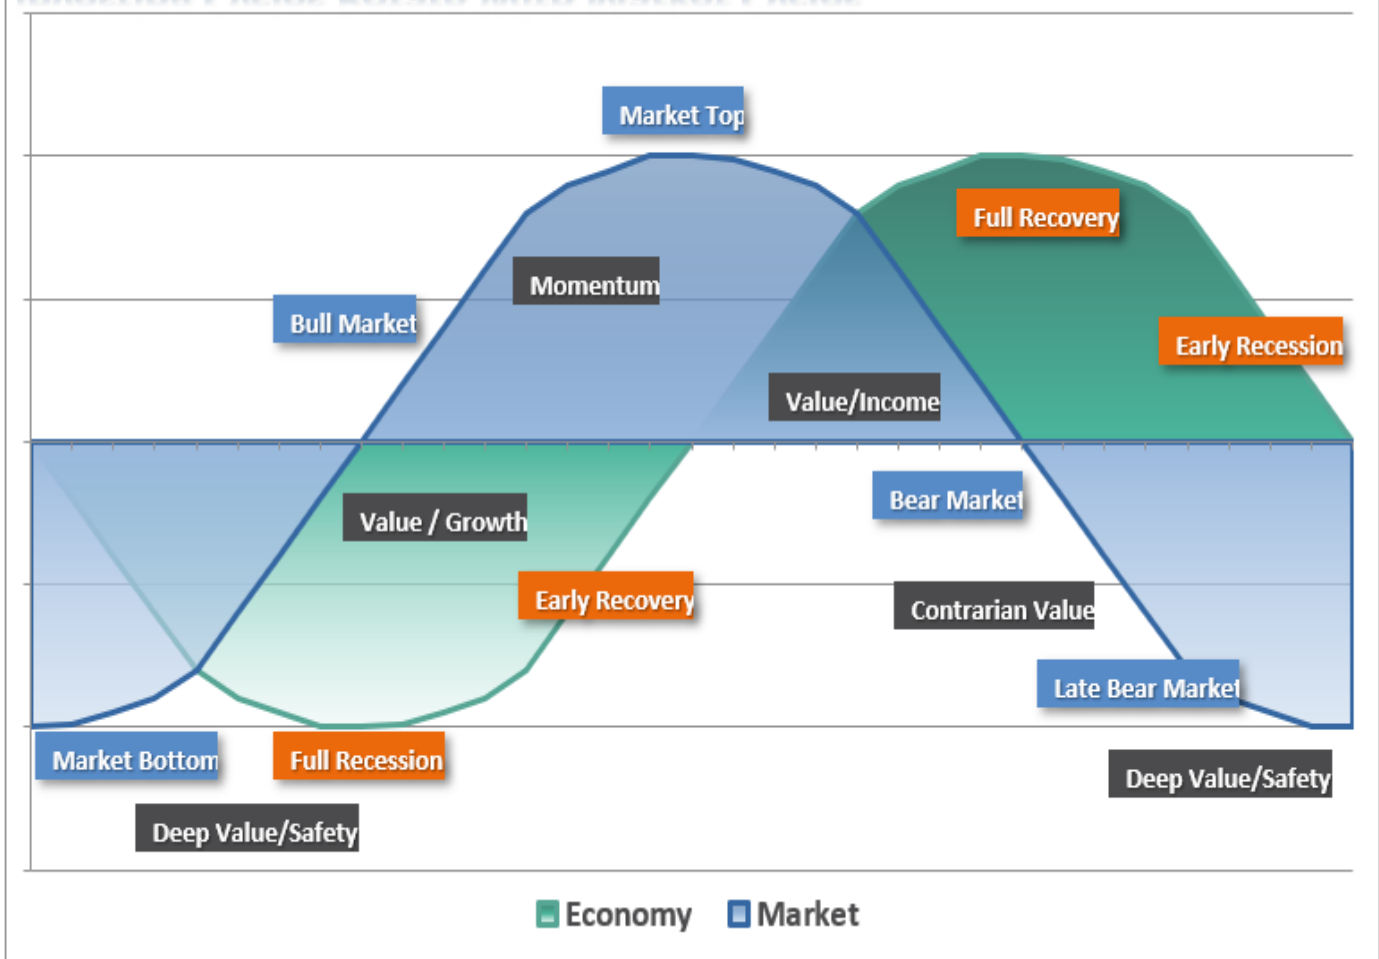 Market Top
Full Recovery
Momentum
Bull Market
Early Recession
Value/Income
Bear Market
Value / Growth
Early Recovery
Contrarian Value
Late Bear Market
Market Bottom
Full Recession
Deep Value/Safety
Deep Value/Safety
Economy
Market